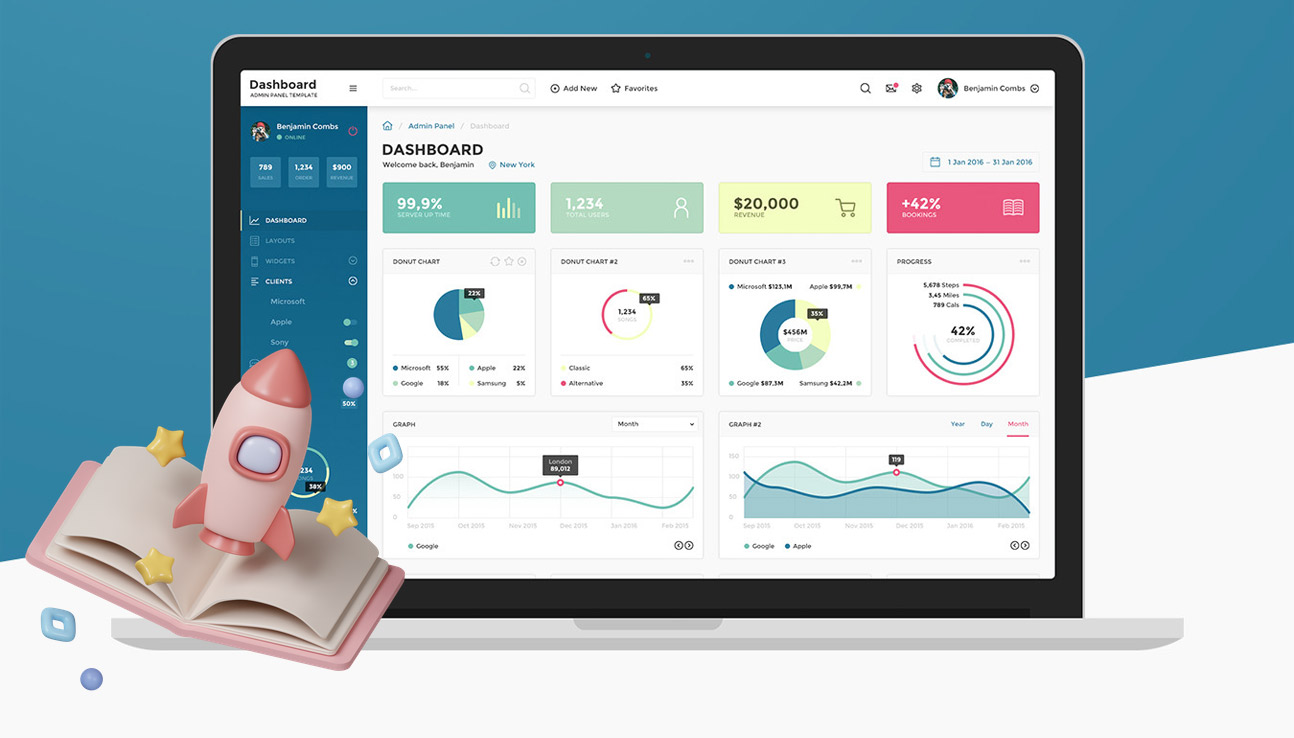 Dashboard
ADMIN PANEL TEMPLATE
Search...
Add New
Favorites
Benjamin Combs
Benjamin Combs
ONLINE
789
SALES
1,234
ORDER
$900
REVENUE
DASHBOARD
LAYOUTS
WIDGETS
CLIENTS
Microsoft
Apple
Sony
3
50%
234
38%
Admin Panel / Dashboard
DASHBOARD
Welcome back, Benjamin
New York
1 Jan 2016 – 31 Jan 2016
99,9%
SERVER UP TIME
1,234
TOTAL USERS
$20,000
REVENUE
+42%
BOOKINGS
DONUT CHART
22%
Microsoft 55%
Apple 22%
Google 18%
Samsung 5%
DONUT CHART #2
65%
1,234
SONGS
Classic 65%
Alternative 35%
DONUT CHART #3
Microsoft $123,1M
Apple $99,7M
35%
$456M
PRICE
Google $87,3M
Samsung $42,2M
PROGRESS
5,678 Steps
3,45 Miles
789 Cals
42%
COMPLETED
GRAPH
Month
London
89,012
100
50
0
Sep 2015 Oct 2015 Nov 2015 Dec 2015 Jan 2016 Feb 2015
Google
GRAPH #2
Year Day Month
119
150
100
50
0
Sep 2015 Oct 2015 Nov 2015 Dec 2015 Jan 2016 Feb 2015
Google Apple